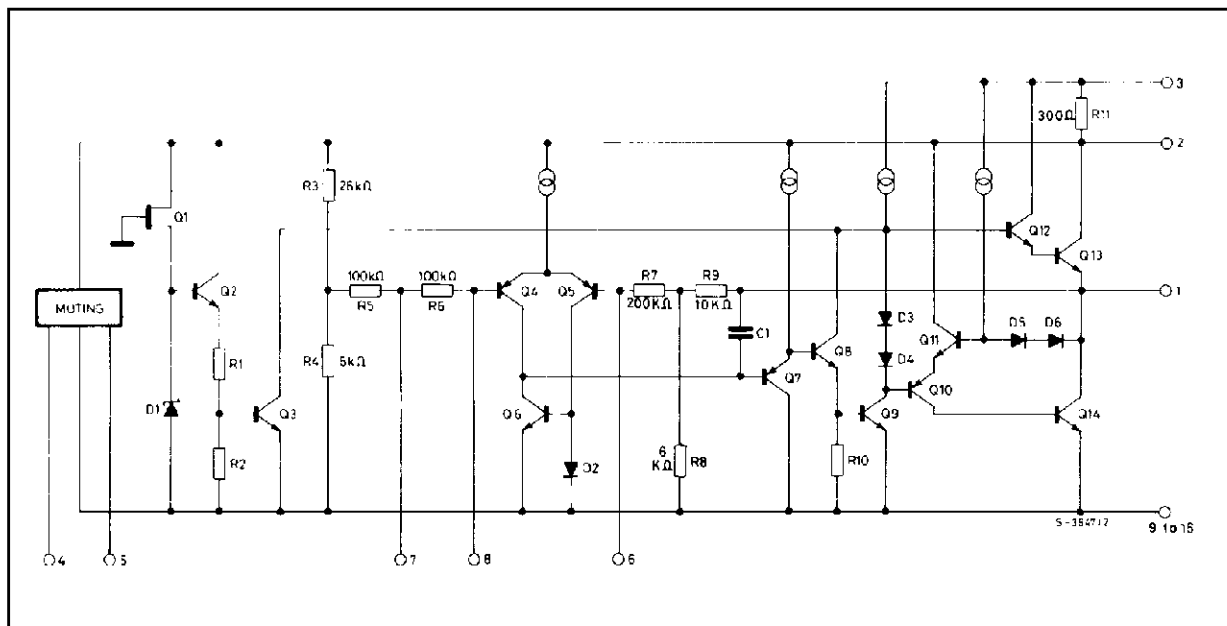 3
300Ω R11
2
R3 26kΩ
Q1
Q12
Q13
100kΩ 100kΩ
R5 R6
Q2
Q4 Q5
R7 R9
200KΩ 10KΩ
1
MUTING
C1
D3
D5 D6
Q11
Q8
R1
R4 5kΩ
D4
Q7
Q10
D1
Q3
Q6
Q9
Q14
R2
D2
6
KΩ R8
R10
S-3647/2
9 to 16
4 5 7 8 6